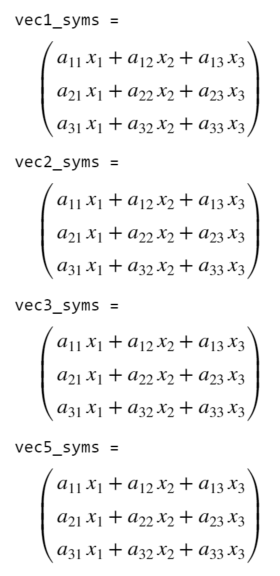 vec1_syms =
a₁₁ x₁ + a₁₂ x₂ + a₁₃ x₃
a₂₁ x₁ + a₂₂ x₂ + a₂₃ x₃
a₃₁ x₁ + a₃₂ x₂ + a₃₃ x₃
vec2_syms =
a₁₁ x₁ + a₁₂ x₂ + a₁₃ x₃
a₂₁ x₁ + a₂₂ x₂ + a₂₃ x₃
a₃₁ x₁ + a₃₂ x₂ + a₃₃ x₃
vec3_syms =
a₁₁ x₁ + a₁₂ x₂ + a₁₃ x₃
a₂₁ x₁ + a₂₂ x₂ + a₂₃ x₃
a₃₁ x₁ + a₃₂ x₂ + a₃₃ x₃
vec5_syms =
a₁₁ x₁ + a₁₂ x₂ + a₁₃ x₃
a₂₁ x₁ + a₂₂ x₂ + a₂₃ x₃
a₃₁ x₁ + a₃₂ x₂ + a₃₃ x₃